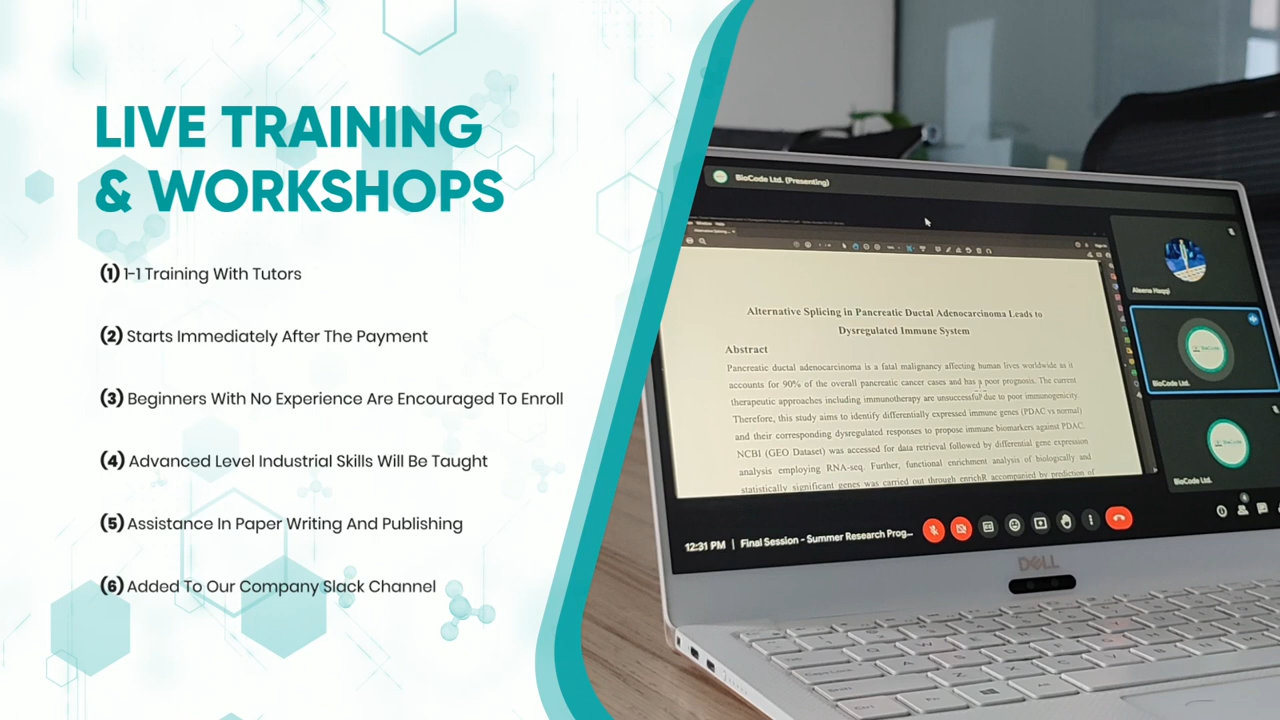 LIVE TRAINING
& WORKSHOPS
(1) 1-1 Training With Tutors
(2) Starts Immediately After The Payment
(3) Beginners With No Experience Are Encouraged To Enroll
(4) Advanced Level Industrial Skills Will Be Taught
(5) Assistance In Paper Writing And Publishing
(6) Added To Our Company Slack Channel
BioCode Ltd. (Presenting)
Alternative Splicing in Pancreatic Ductal Adenocarcinoma Leads to
Dysregulated Immune System
Abstract
Pancreatic ductal adenocarcinoma is a fatal malignancy affecting human lives worldwide as it
accounts for 90% of the overall pancreatic cancer cases and has a poor prognosis. The current
therapeutic approaches including immunotherapy are unsuccessful due to poor immunogenicity.
Therefore, this study aims to identify differentially expressed immune genes (PDAC vs normal)
and their corresponding dysregulated responses to propose immune biomarkers against PDAC.
NCBI (GEO Dataset) was accessed for data retrieval followed by differential gene expression
analysis employing RNA-seq. Further, functional enrichment analysis of biologically and
statistically significant genes was carried out through enrichR accompanied by prediction of
Aleena Haqqi
BioCode Ltd.
BioCode Ltd.
12:31 PM | Final Session - Summer Research Prog...
DELL